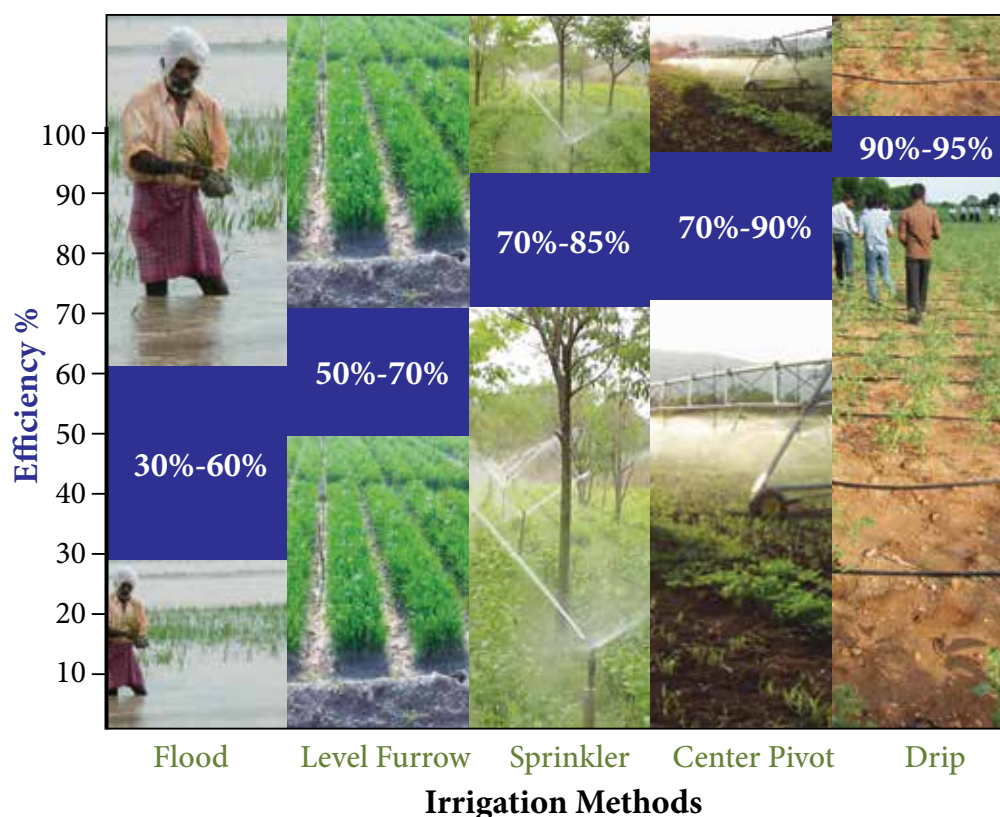 100
90
80
70
60
50
40
30
20
10
Efficiency %
30%-60%
50%-70%
70%-85%
70%-90%
90%-95%
Flood
Level Furrow
Sprinkler
Center Pivot
Drip
Irrigation Methods